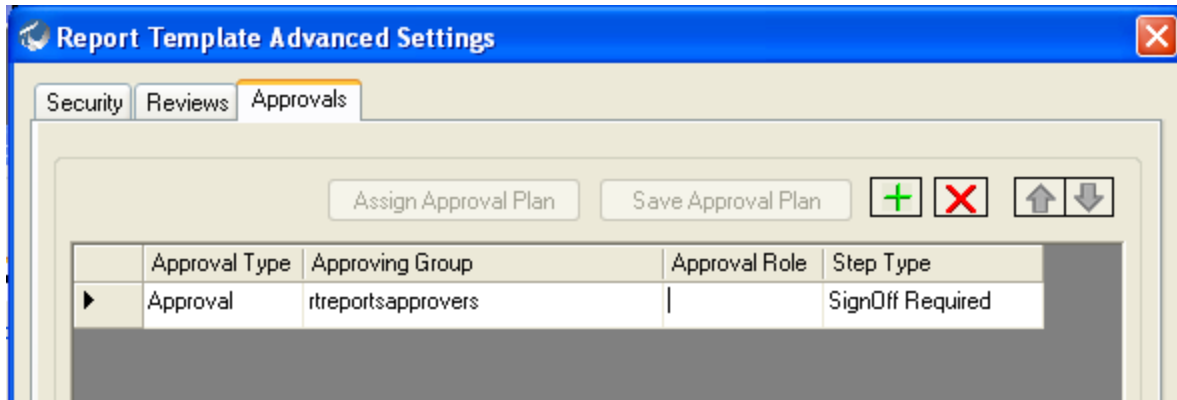 Report Template Advanced Settings
Security Reviews Approvals
Assign Approval Plan Save Approval Plan
Approval Type Approving Group Approval Role Step Type
Approval rtreportsapprovers SignOff Required